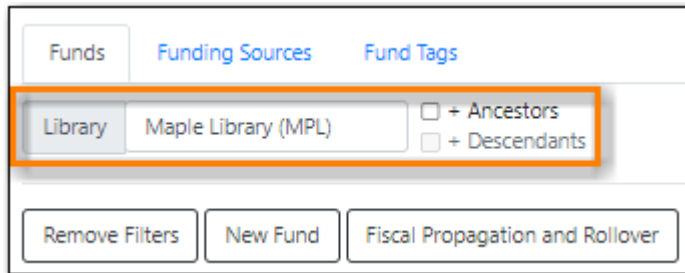 Funds Funding Sources Fund Tags
Library Maple Library (MPL) + Ancestors
+ Descendants
Remove Filters New Fund Fiscal Propagation and Rollover